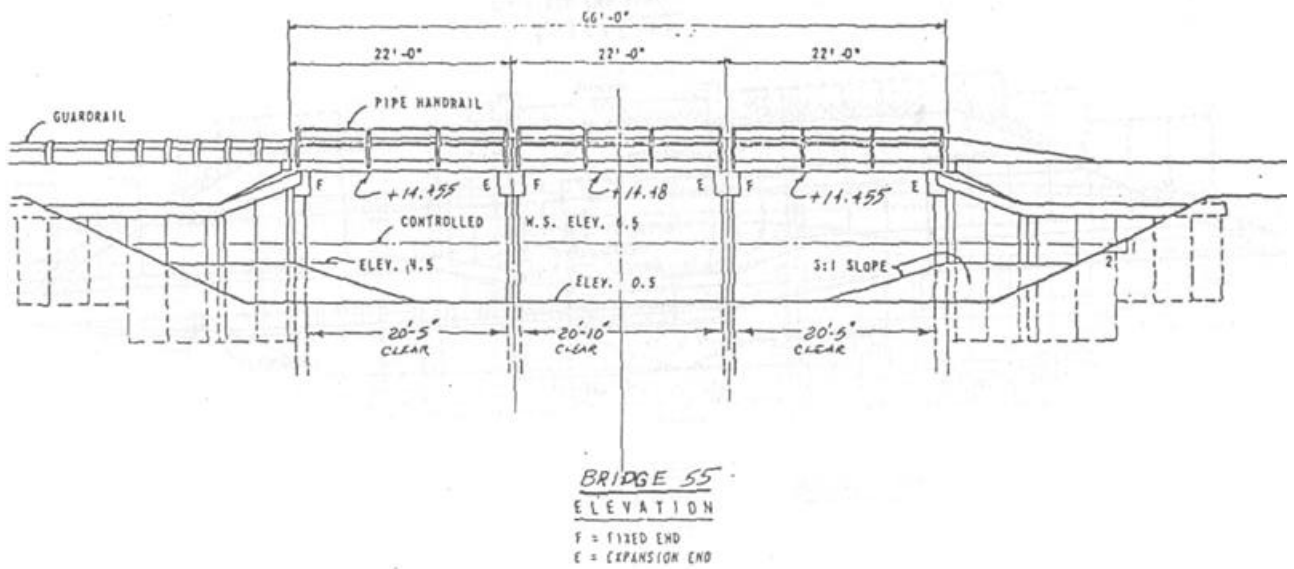 66'-0"
22'-0" 22'-0" 22'-0"
PIPE HANDRAIL
GUARDRAIL
F E F E F E
+14.455 +14.48 +14.455
CONTROLLED W.S. ELEV. 6.5
ELEV. 4.5
3:1 SLOPE
1
2
ELEV. 0.5
20'-5" 20'-10" 20'-5"
CLEAR CLEAR CLEAR
BRIDGE 55
ELEVATION
F = FIXED END
E = EXPANSION END